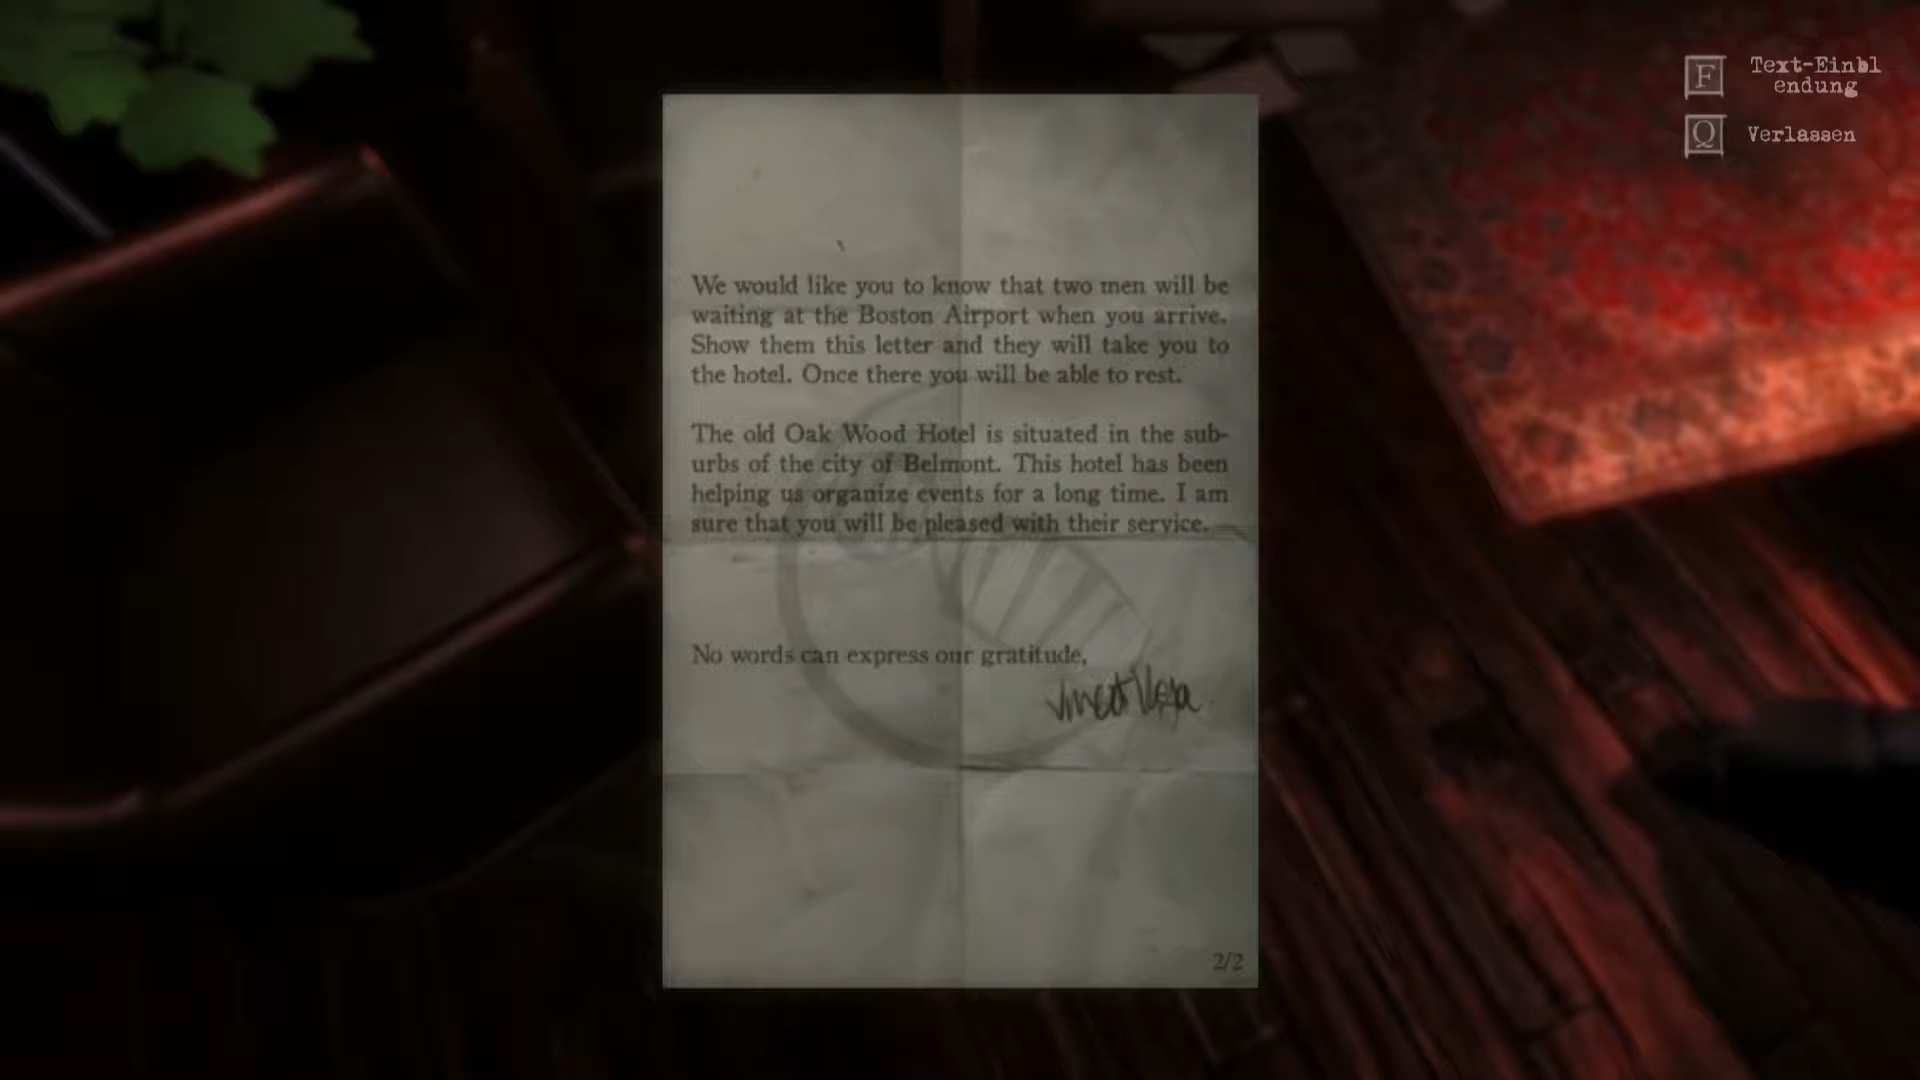 F Text-Einbl
endung
Q Verlassen
We would like you to know that two men will be
waiting at the Boston Airport when you arrive.
Show them this letter and they will take you to
the hotel. Once there you will be able to rest.
The old Oak Wood Hotel is situated in the sub-
urbs of the city of Belmont. This hotel has been
helping us organize events for a long time. I am
sure that you will be pleased with their service.
No words can express our gratitude,
2/2